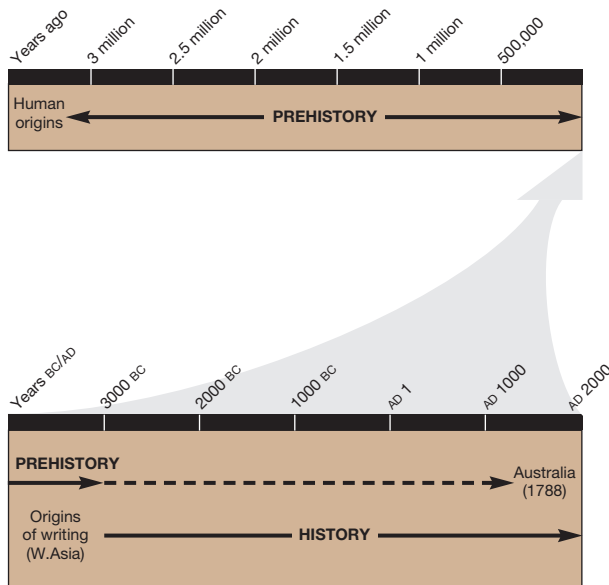 Years ago
3 million
2.5 million
2 million
1.5 million
1 million
500,000
Human
origins
PREHISTORY
Years BC/AD
3000 BC
2000 BC
1000 BC
AD 1
AD 1000
AD 2000
PREHISTORY
Australia
(1788)
Origins
of writing
(W.Asia)
HISTORY